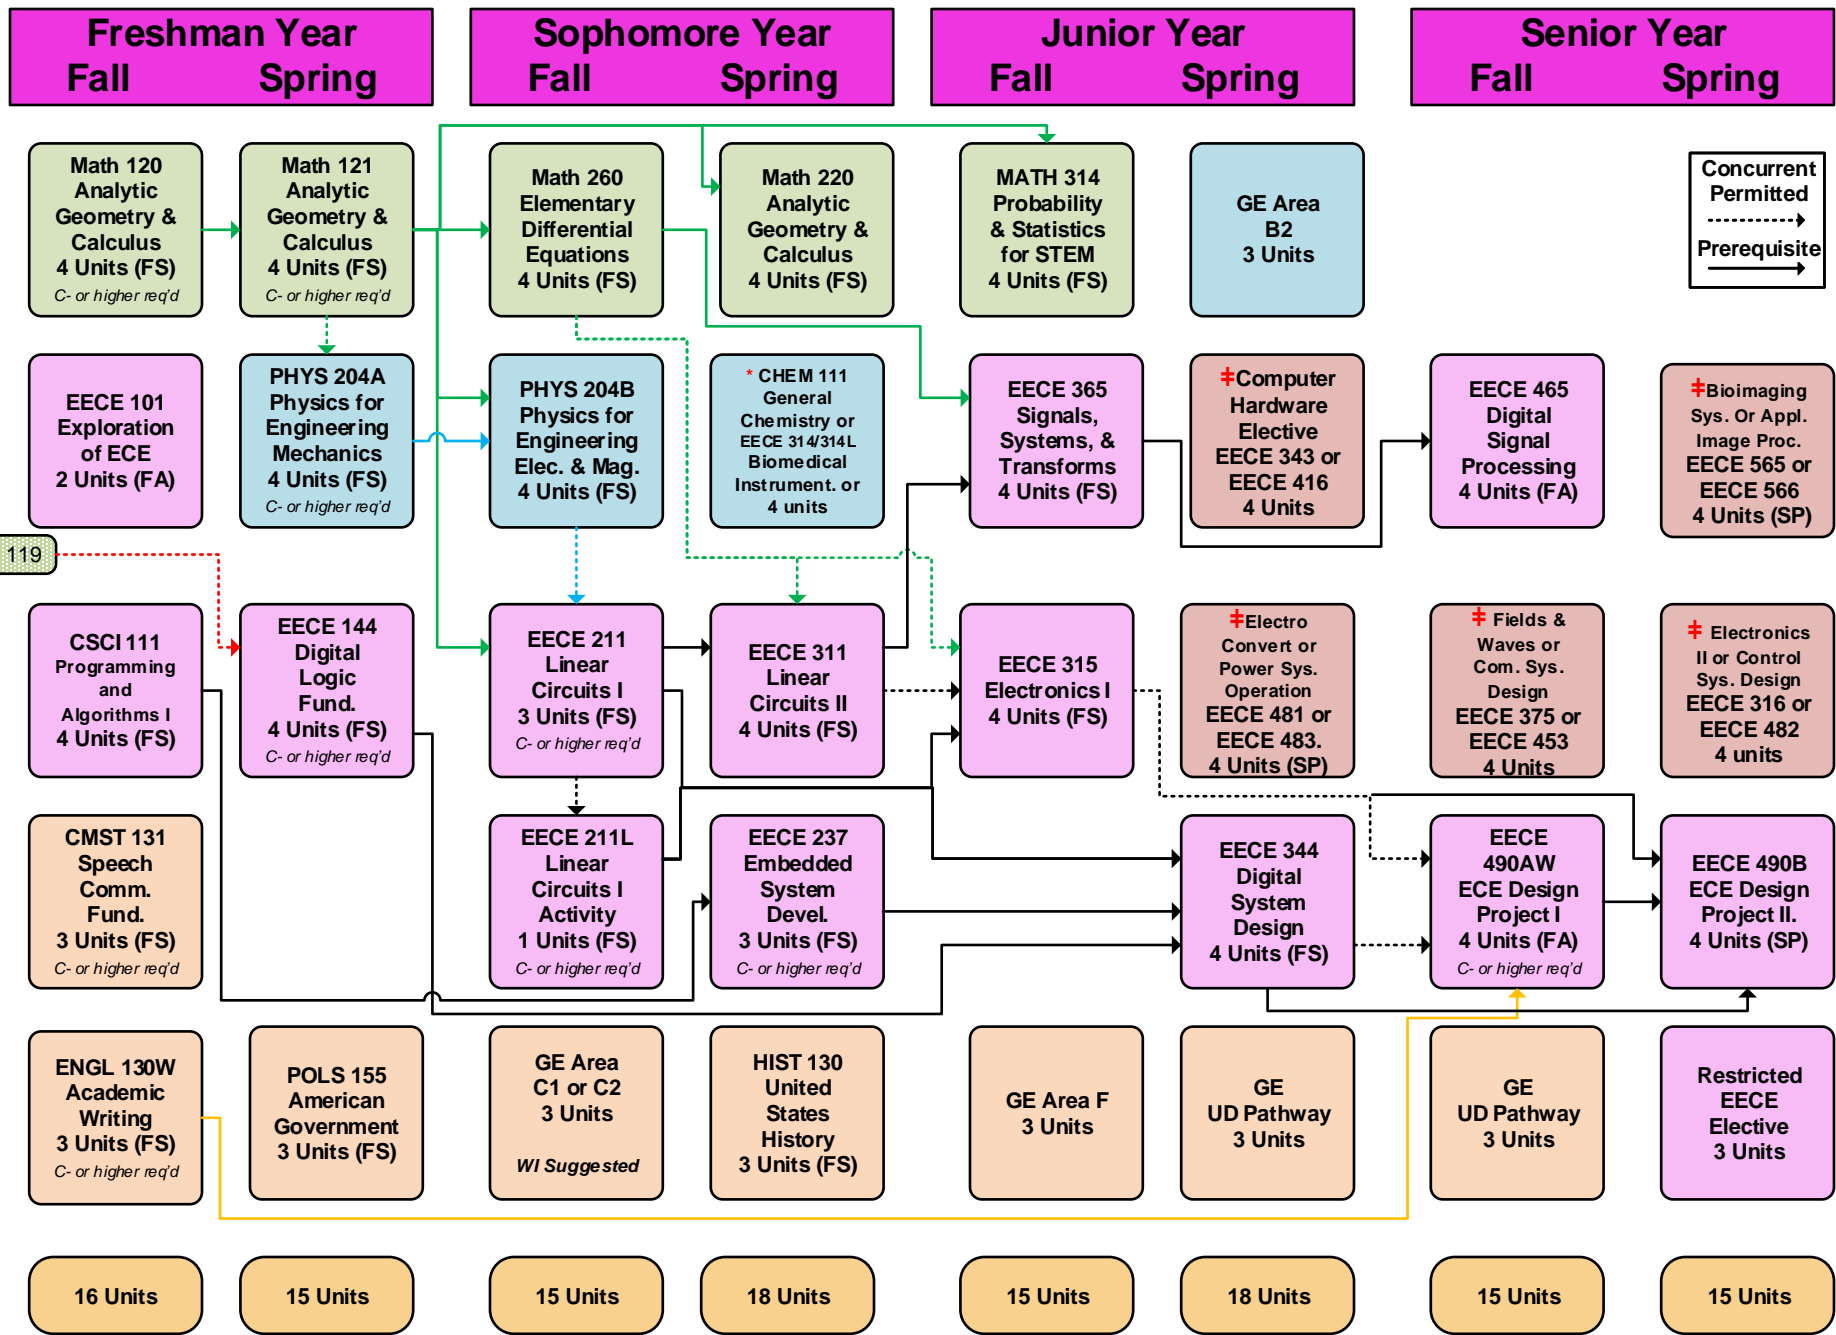 Freshman Year
Fall Spring
Sophomore Year
Fall Spring
Junior Year
Fall Spring
Senior Year
Fall Spring
Math 120
Analytic
Geometry &
Calculus
4 Units (FS)
C- or higher req'd
Math 121
Analytic
Geometry &
Calculus
4 Units (FS)
C- or higher req'd
Math 260
Elementary
Differential
Equations
4 Units (FS)
Math 220
Analytic
Geometry &
Calculus
4 Units (FS)
MATH 314
Probability
& Statistics
for STEM
4 Units (FS)
GE Area
B2
3 Units
Concurrent
Permitted
Prerequisite
EECE 101
Exploration
of ECE
2 Units (FA)
PHYS 204A
Physics for
Engineering
Mechanics
4 Units (FS)
C- or higher req'd
PHYS 204B
Physics for
Engineering
Elec. & Mag.
4 Units (FS)
* CHEM 111
General
Chemistry or
EECE 314/314L
Biomedical
Instrument. or
4 units
EECE 365
Signals,
Systems, &
Transforms
4 Units (FS)
‡Computer
Hardware
Elective
EECE 343 or
EECE 416
4 Units
EECE 465
Digital
Signal
Processing
4 Units (FA)
‡Bioimaging
Sys. Or Appl.
Image Proc.
EECE 565 or
EECE 566
4 Units (SP)
119
CSCI 111
Programming
and
Algorithms I
4 Units (FS)
EECE 144
Digital
Logic
Fund.
4 Units (FS)
C- or higher req'd
EECE 211
Linear
Circuits I
3 Units (FS)
C- or higher req'd
EECE 311
Linear
Circuits II
4 Units (FS)
EECE 315
Electronics I
4 Units (FS)
‡Electro
Convert or
Power Sys.
Operation
EECE 481 or
EECE 483.
4 Units (SP)
‡ Fields &
Waves or
Com. Sys.
Design
EECE 375 or
EECE 453
4 Units
‡ Electronics
II or Control
Sys. Design
EECE 316 or
EECE 482
4 units
CMST 131
Speech
Comm.
Fund.
3 Units (FS)
C- or higher req'd
EECE 211L
Linear
Circuits I
Activity
1 Units (FS)
C- or higher req'd
EECE 237
Embedded
System
Devel.
3 Units (FS)
C- or higher req'd
EECE 344
Digital
System
Design
4 Units (FS)
EECE
490AW
ECE Design
Project I
4 Units (FA)
C- or higher req'd
EECE 490B
ECE Design
Project II.
4 Units (SP)
ENGL 130W
Academic
Writing
3 Units (FS)
C- or higher req'd
POLS 155
American
Government
3 Units (FS)
GE Area
C1 or C2
3 Units
WI Suggested
HIST 130
United
States
History
3 Units (FS)
GE Area F
3 Units
GE
UD Pathway
3 Units
GE
UD Pathway
3 Units
Restricted
EECE
Elective
3 Units
16 Units
15 Units
15 Units
18 Units
15 Units
18 Units
15 Units
15 Units